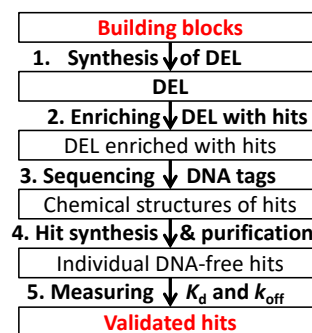 Building blocks
1. Synthesis of DEL
DEL
2. Enriching DEL with hits
DEL enriched with hits
3. Sequencing DNA tags
Chemical structures of hits
4. Hit synthesis & purification
Individual DNA-free hits
5. Measuring Kd and koff
Validated hits